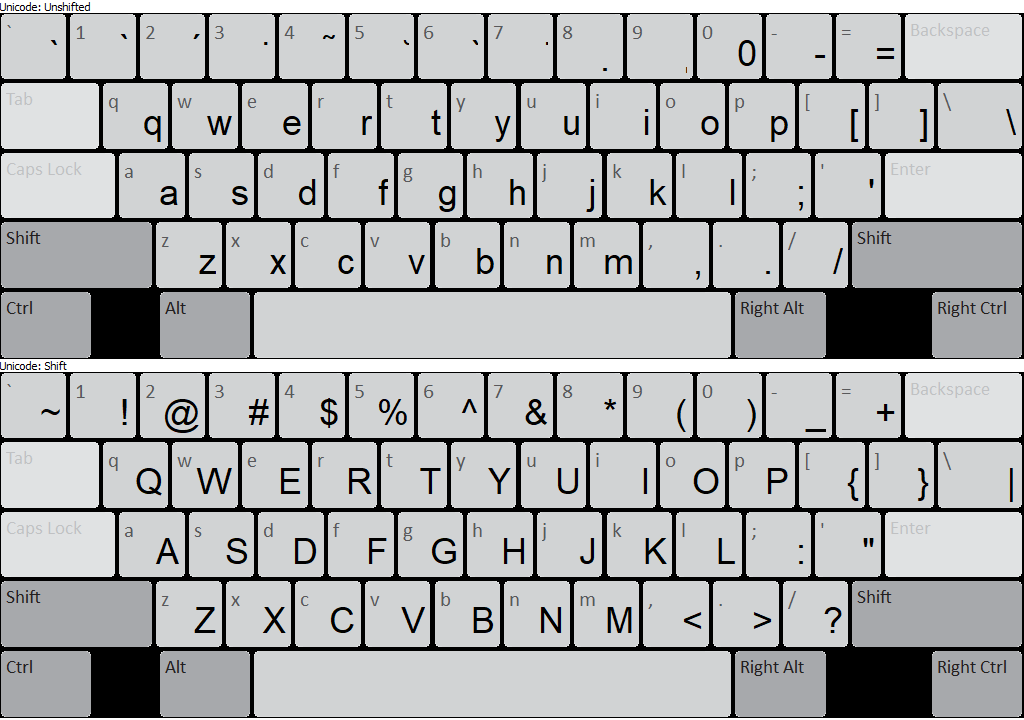 Unicode: Unshifted
` 1 2 3 4 5 6 7 8 9 0 - = Backspace
` ` ´ ˙ ~ ` ` . 0 - =
Tab q w e r t y u i o p [ ] \
q w e r t y u i o p [ ] \
Caps Lock a s d f g h j k l ; ' Enter
a s d f g h j k l ; '
Shift z x c v b n m , . / Shift
z x c v b n m , . /
Ctrl Alt Right Alt Right Ctrl
Unicode: Shift
` 1 2 3 4 5 6 7 8 9 0 - = Backspace
~ ! @ # $ % ^ & * ( ) _ +
Tab q w e r t y u i o p [ ] \
Q W E R T Y U I O P { } |
Caps Lock a s d f g h j k l ; ' Enter
A S D F G H J K L : "
Shift z x c v b n m , . / Shift
Z X C V B N M < > ?
Ctrl Alt Right Alt Right Ctrl